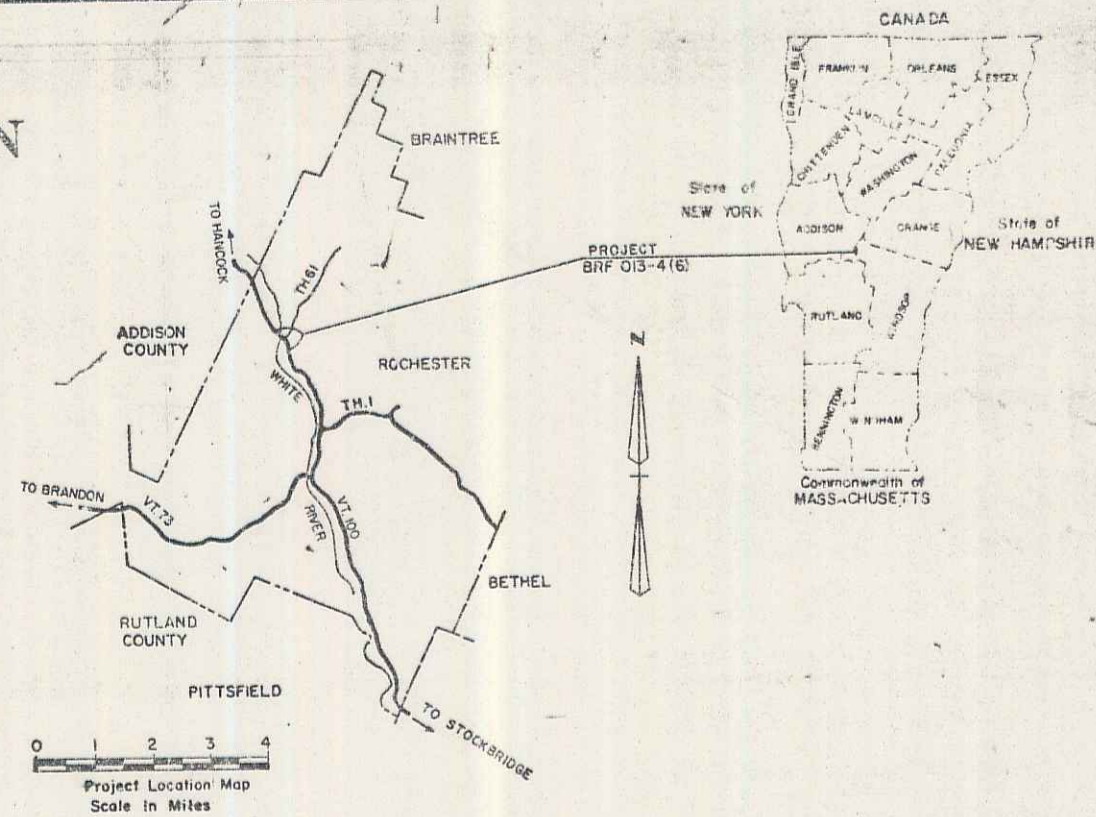 BRAINTREE
TO HANCOCK
TH.61
ADDISON
COUNTY
ROCHESTER
WHITE
TH.1
TO BRANDON
VT.73
RIVER
VT.100
BETHEL
RUTLAND
COUNTY
PITTSFIELD
TO STOCKBRIDGE
0 1 2 3 4
Project Location Map
Scale In Miles
PROJECT
BRF 013-4(6)
N
CANADA
GRAND ISLE
FRANKLIN
ORLEANS
ESSEX
LAMOILLE
CHITTENDEN
WASHINGTON
CALEDONIA
State of
NEW YORK
ADDISON
ORANGE
State of
NEW HAMPSHIR
RUTLAND
WINDSOR
BENNINGTON
WINDHAM
Commonwealth of
MASSACHUSETTS